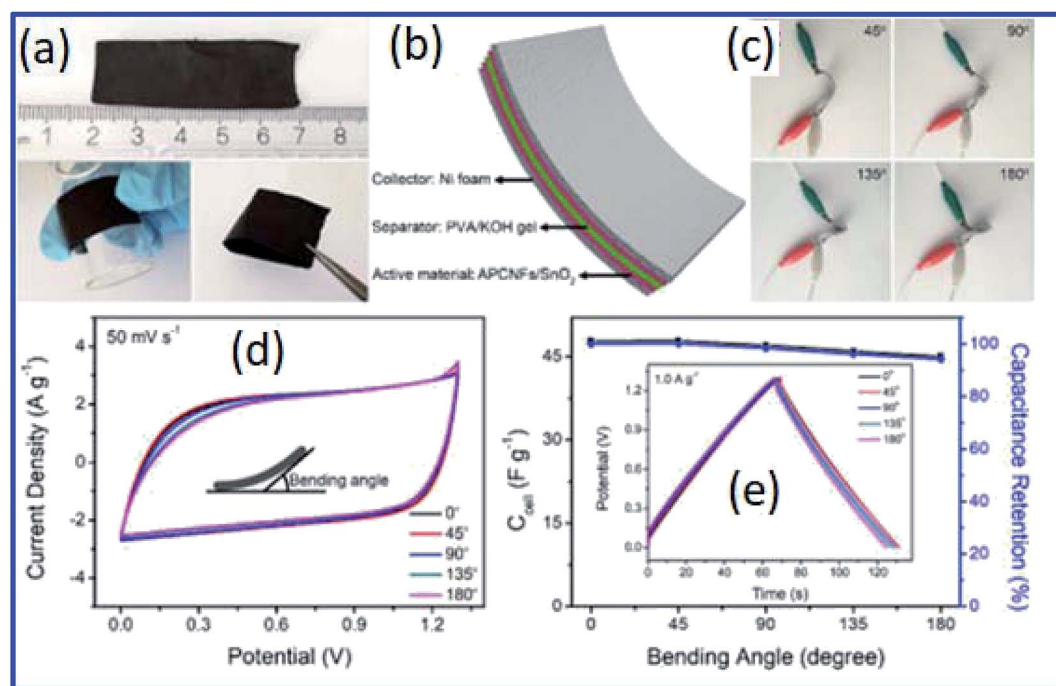 (a)
1 2 3 4 5 6 7 8
(b)
Collector: Ni foam
Separator: PVA/KOH gel
Active material: APCNFs/SnO₂
(c)
45°
90°
135°
180°
50 mV s⁻¹
(d)
4
2
0
-2
-4
Current Density (A g⁻¹)
Bending angle
0°
45°
90°
135°
180°
0.0 0.3 0.6 0.9 1.2
Potential (V)
45
30
15
0
C_cell (F g⁻¹)
1.0 A g⁻¹
0°
45°
90°
135°
180°
1.2
0.9
0.6
0.3
0.0
Potential (V)
(e)
0 20 40 60 80 100 120 140
Time (s)
100
80
60
40
20
0
Capacitance Retention (%)
0 45 90 135 180
Bending Angle (degree)